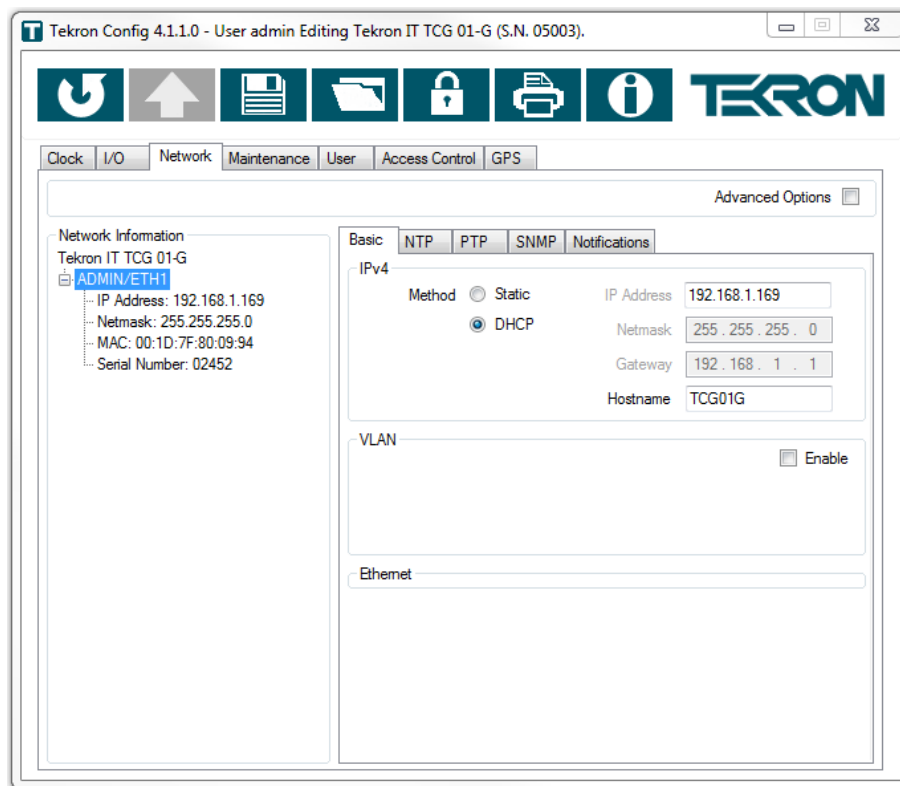 Tekron Config 4.1.1.0 - User admin Editing Tekron IT TCG 01-G (S.N. 05003).
TEKRON
Clock I/O Network Maintenance User Access Control GPS
Advanced Options
Network Information
Tekron IT TCG 01-G
ADMIN/ETH1
IP Address: 192.168.1.169
Netmask: 255.255.255.0
MAC: 00:1D:7F:80:09:94
Serial Number: 02452
Basic NTP PTP SNMP Notifications
IPv4
Method Static IP Address 192.168.1.169
DHCP Netmask 255 . 255 . 255 . 0
Gateway 192 . 168 . 1 . 1
Hostname TCG01G
VLAN
Enable
Ethernet